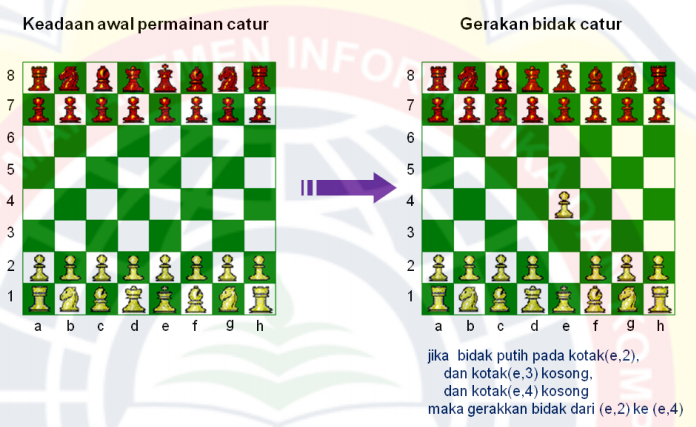 Keadaan awal permainan catur
Gerakan bidak catur
8
7
6
5
4
3
2
1
a b c d e f g h
8
7
6
5
4
3
2
1
a b c d e f g h
jika bidak putih pada kotak(e,2),
dan kotak(e,3) kosong,
dan kotak(e,4) kosong
maka gerakkan bidak dari (e,2) ke (e,4)